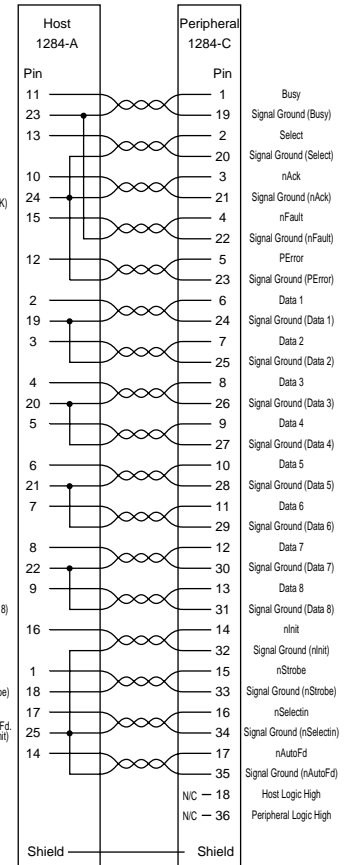 Host Peripheral
1284-A 1284-C
Pin Pin
11 1 Busy
23 19 Signal Ground (Busy)
13 2 Select
20 Signal Ground (Select)
10 3 nAck
K) 24 21 Signal Ground (nAck)
15 4 nFault
22 Signal Ground (nFault)
12 5 PError
23 Signal Ground (PError)
2 6 Data 1
19 24 Signal Ground (Data 1)
3 7 Data 2
25 Signal Ground (Data 2)
4 8 Data 3
20 26 Signal Ground (Data 3)
5 9 Data 4
27 Signal Ground (Data 4)
6 10 Data 5
21 28 Signal Ground (Data 5)
7 11 Data 6
29 Signal Ground (Data 6)
8 12 Data 7
22 30 Signal Ground (Data 7)
9 13 Data 8
8) 31 Signal Ground (Data 8)
16 14 nInit
32 Signal Ground (nInit)
1 15 nStrobe
be) 18 33 Signal Ground (nStrobe)
17 16 nSelectin
Fd. 25 34 Signal Ground (nSelectin)
nit)
14 17 nAutoFd
35 Signal Ground (nAutoFd)
N/C 18 Host Logic High
N/C 36 Peripheral Logic High
Shield Shield